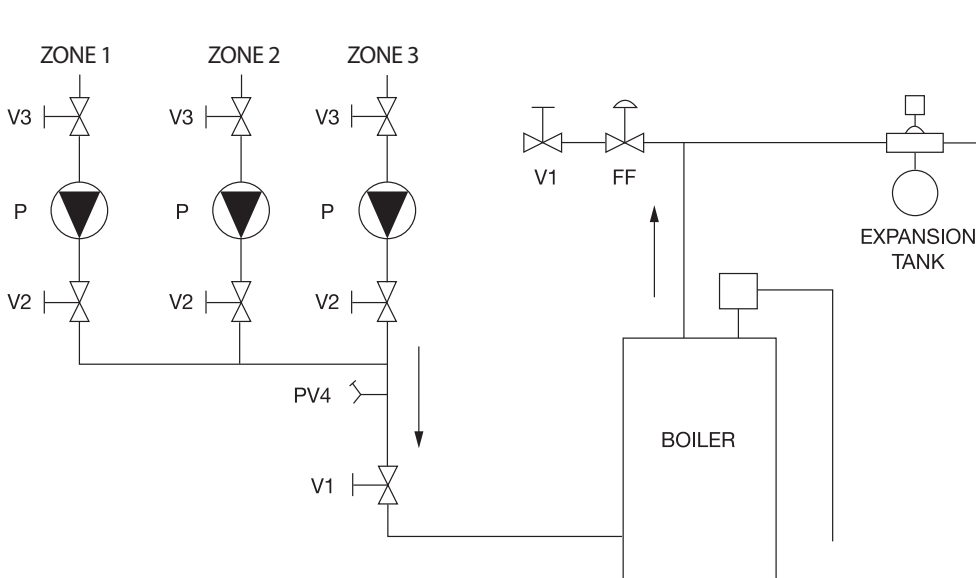 ZONE 1 ZONE 2 ZONE 3
V3 V3 V3
V1 FF
P P P
EXPANSION
TANK
V2 V2 V2
PV4
BOILER
V1